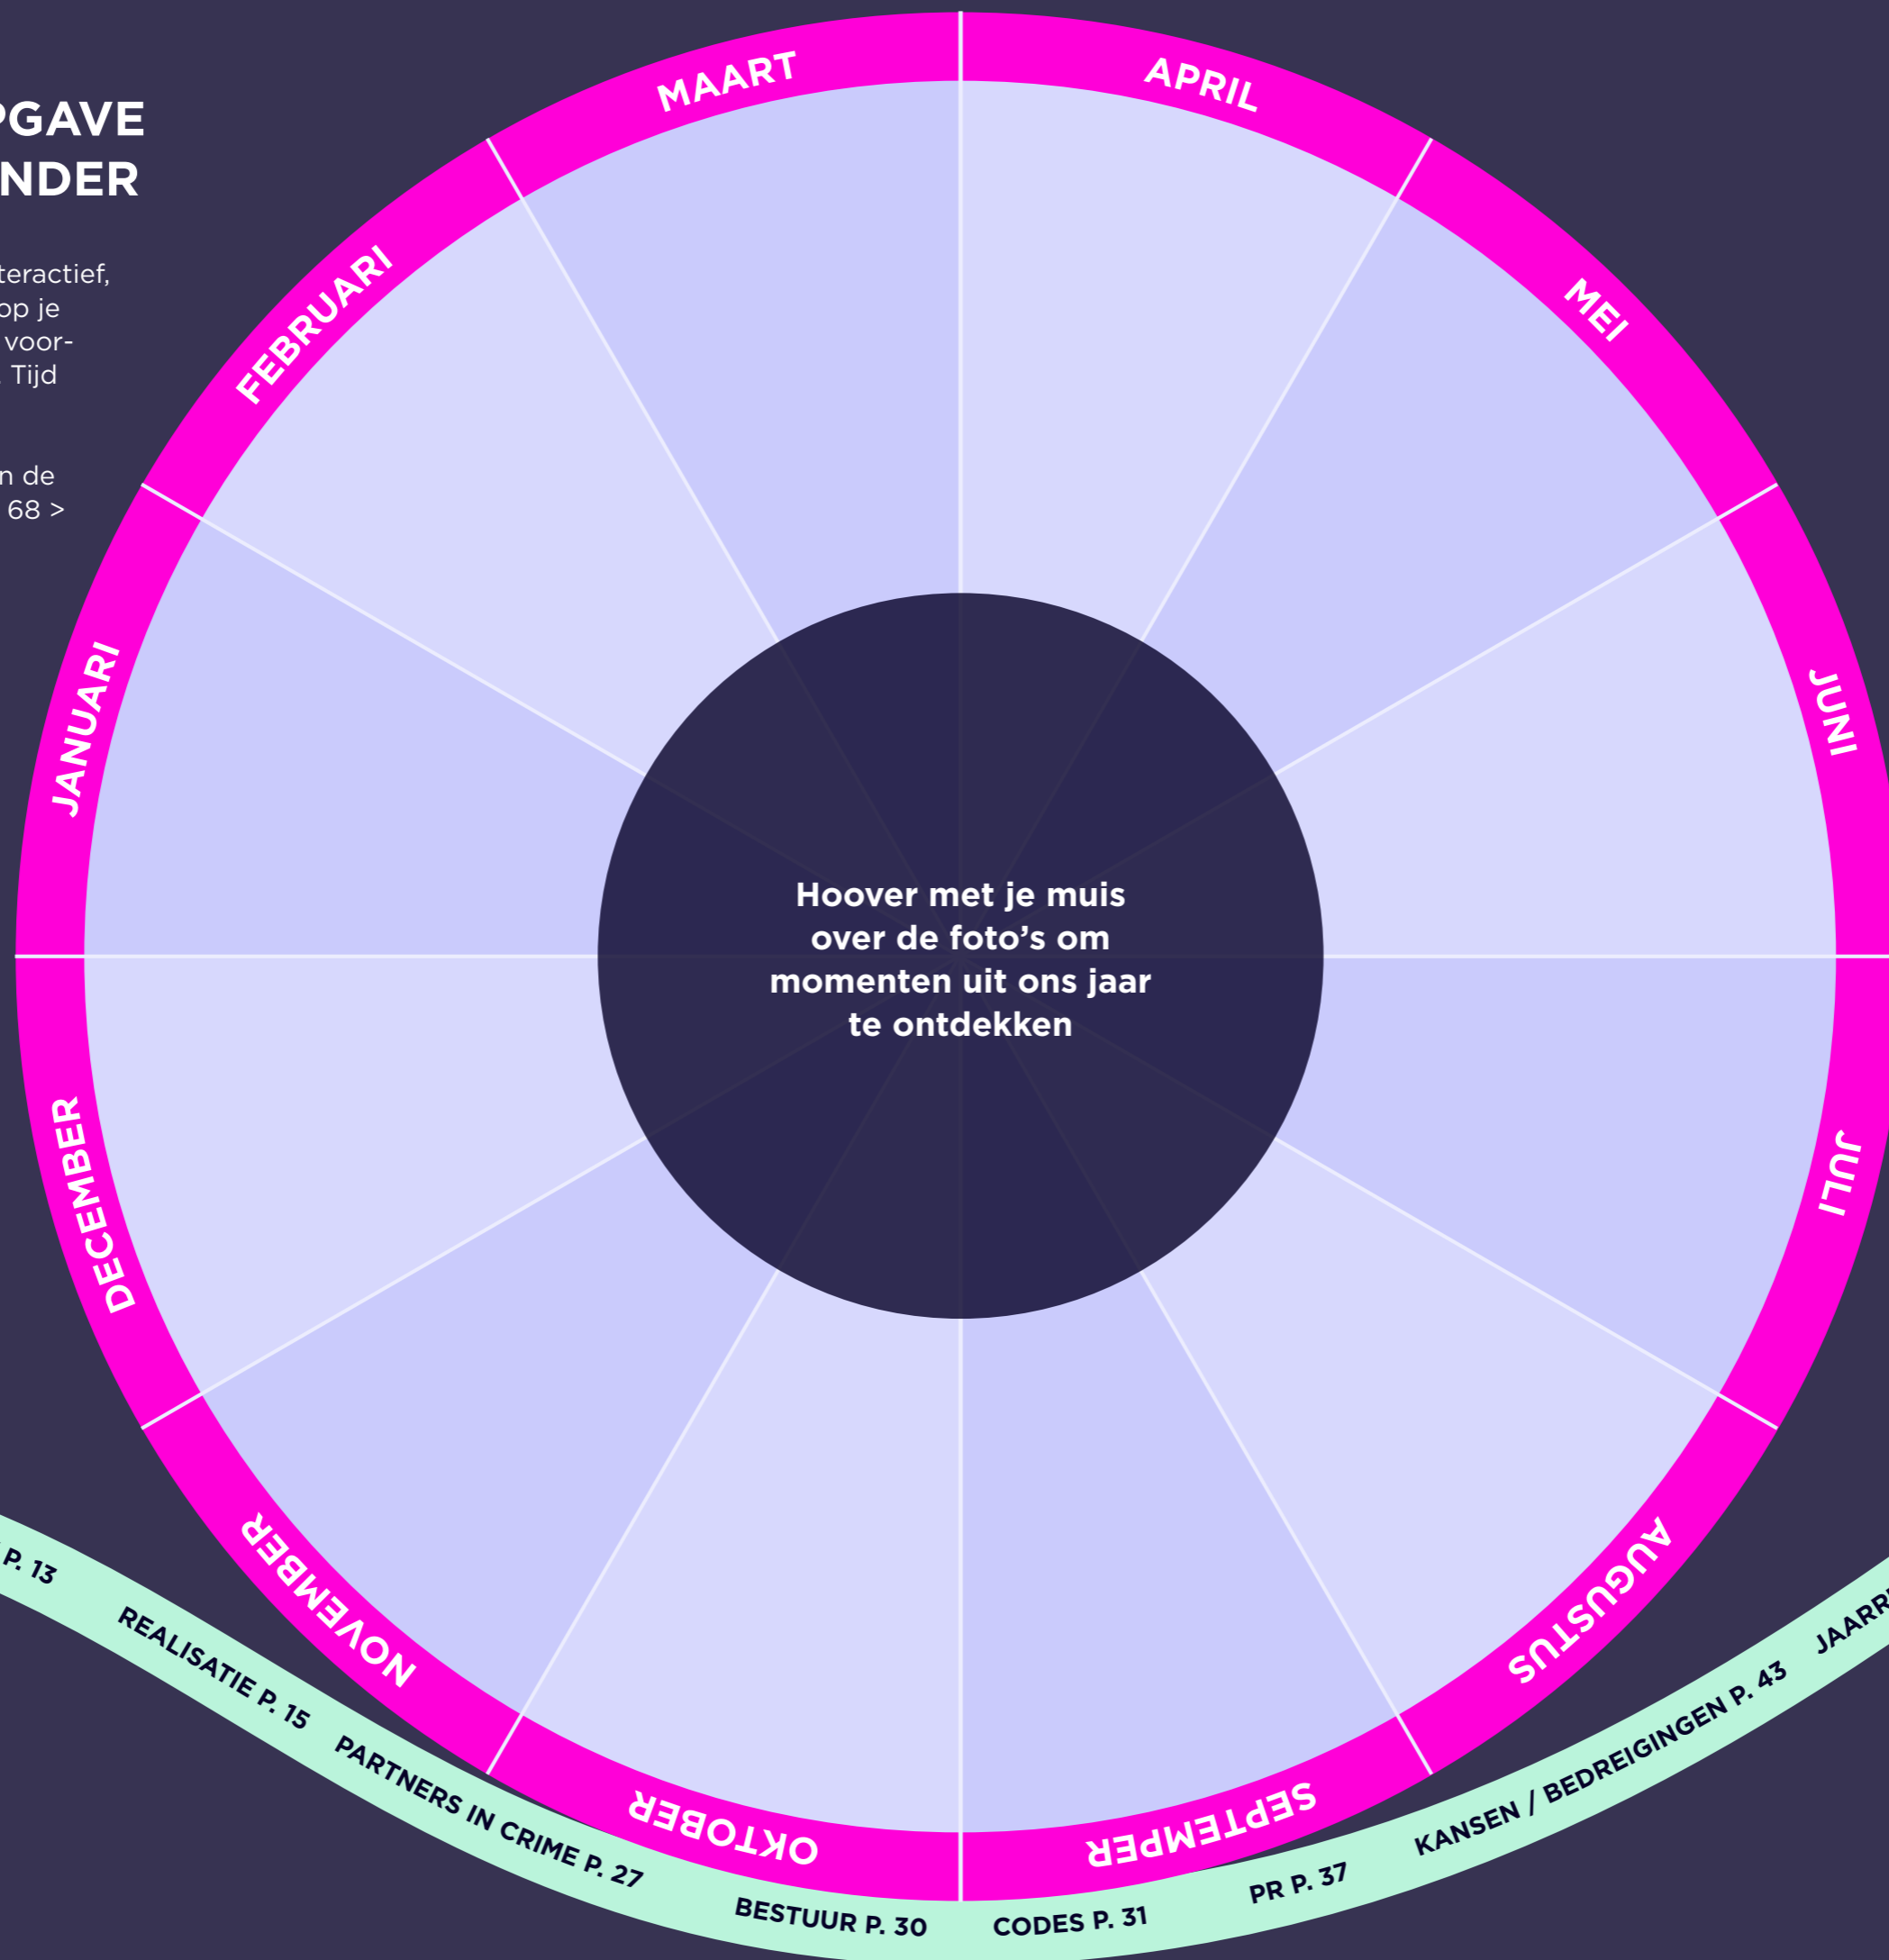 PGAVE
NDER
teractief,
op je
voor-
. Tijd
n de
68 >
JANUARI
FEBRUARI
MAART
APRIL
MEI
JUNI
JULI
AUGUSTUS
SEPTEMPER
OKTOBER
NOVEMBER
DECEMBER
Hoover met je muis
over de foto's om
momenten uit ons jaar
te ontdekken
P. 13
REALISATIE P. 15
PARTNERS IN CRIME P. 27
BESTUUR P. 30
CODES P. 31
PR P. 37
KANSEN / BEDREIGINGEN P. 43
JAARR